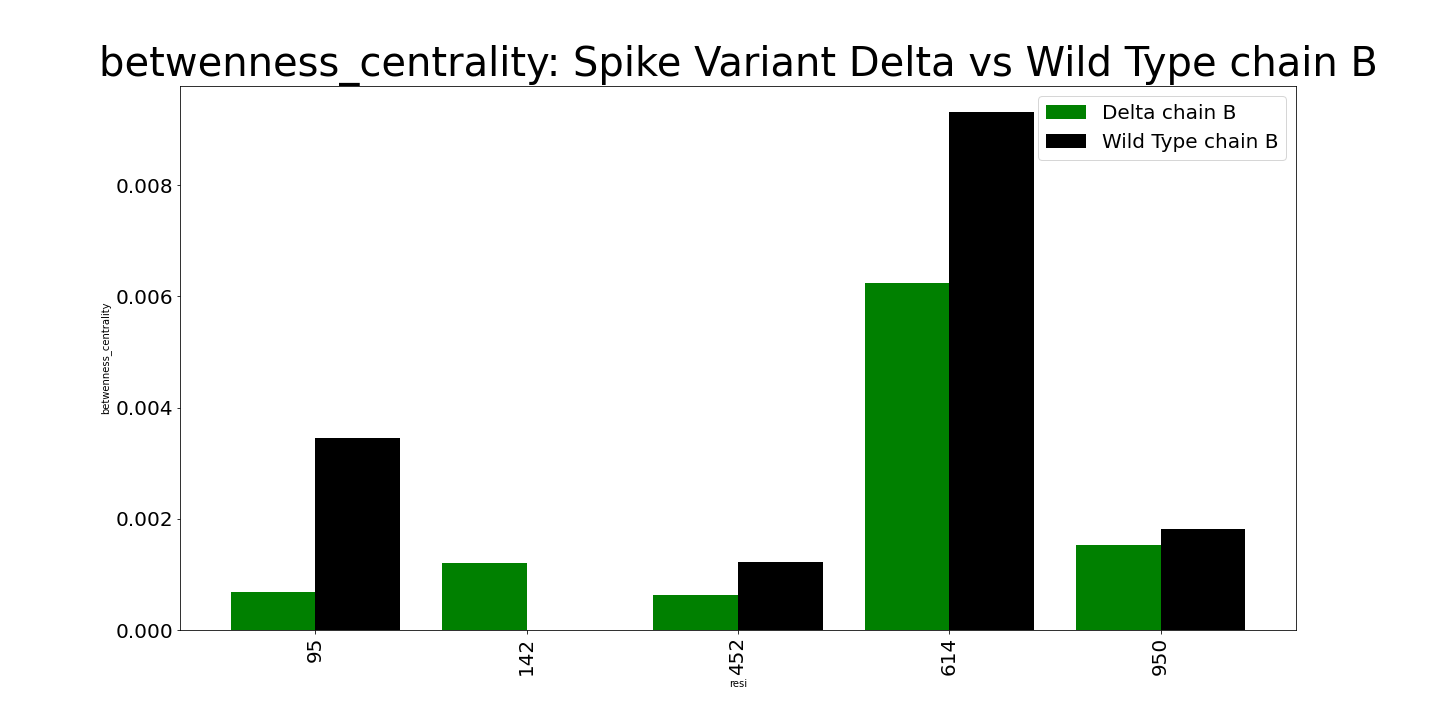 betwenness_centrality: Spike Variant Delta vs Wild Type chain B
Delta chain B
Wild Type chain B
0.008
0.006
0.004
0.002
0.000
betwenness_centrality
95
142
452
614
950
resi